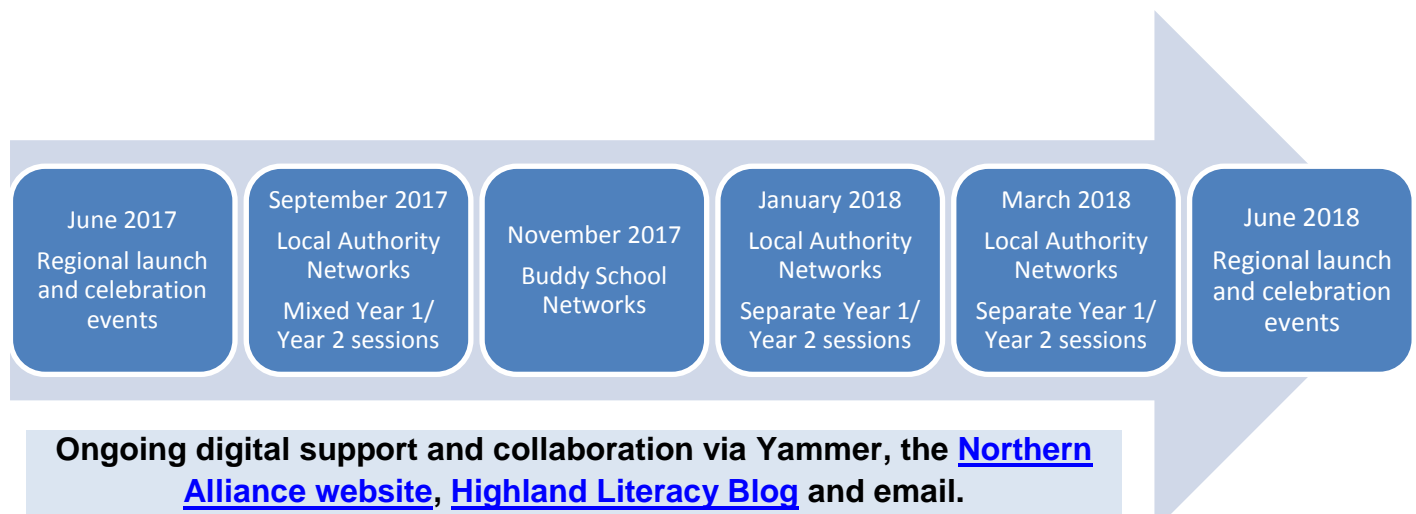 June 2017
Regional launch
and celebration
events
September 2017
Local Authority
Networks
Mixed Year 1/
Year 2 sessions
November 2017
Buddy School
Networks
January 2018
Local Authority
Networks
Separate Year 1/
Year 2 sessions
March 2018
Local Authority
Networks
Separate Year 1/
Year 2 sessions
June 2018
Regional launch
and celebration
events
Ongoing digital support and collaboration via Yammer, the Northern
Alliance website, Highland Literacy Blog and email.